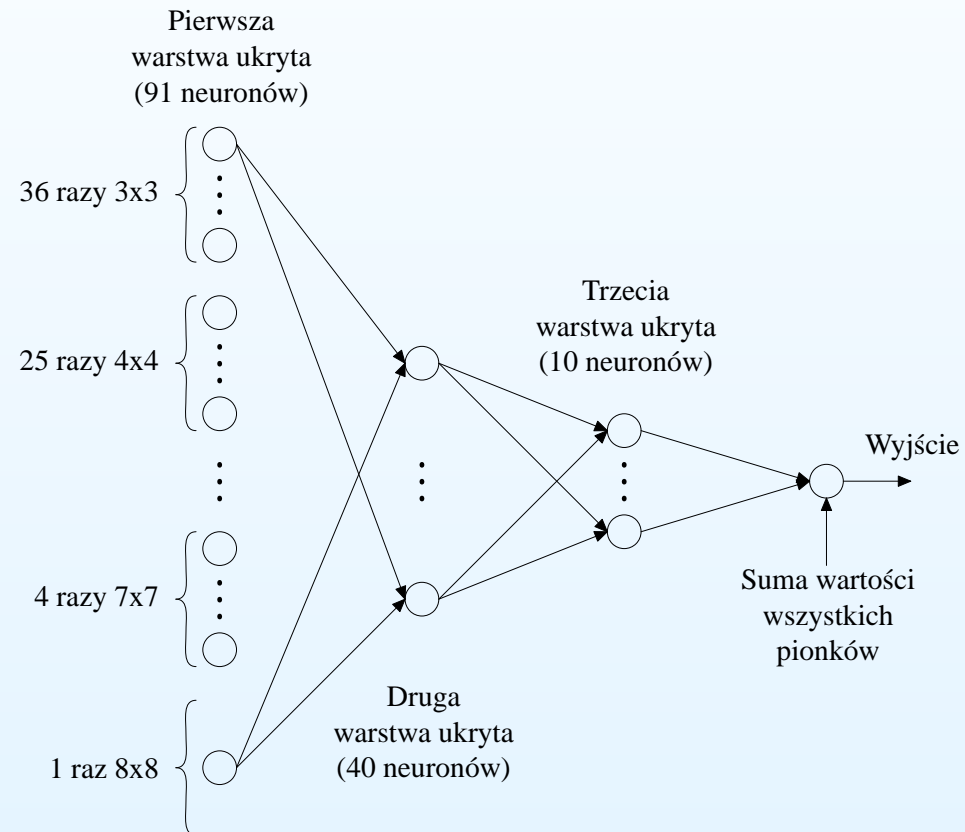 Pierwsza
warstwa ukryta
(91 neuronów)
36 razy 3x3
25 razy 4x4
4 razy 7x7
1 raz 8x8
Druga
warstwa ukryta
(40 neuronów)
Trzecia
warstwa ukryta
(10 neuronów)
Wyjście
Suma wartości
wszystkich
pionków